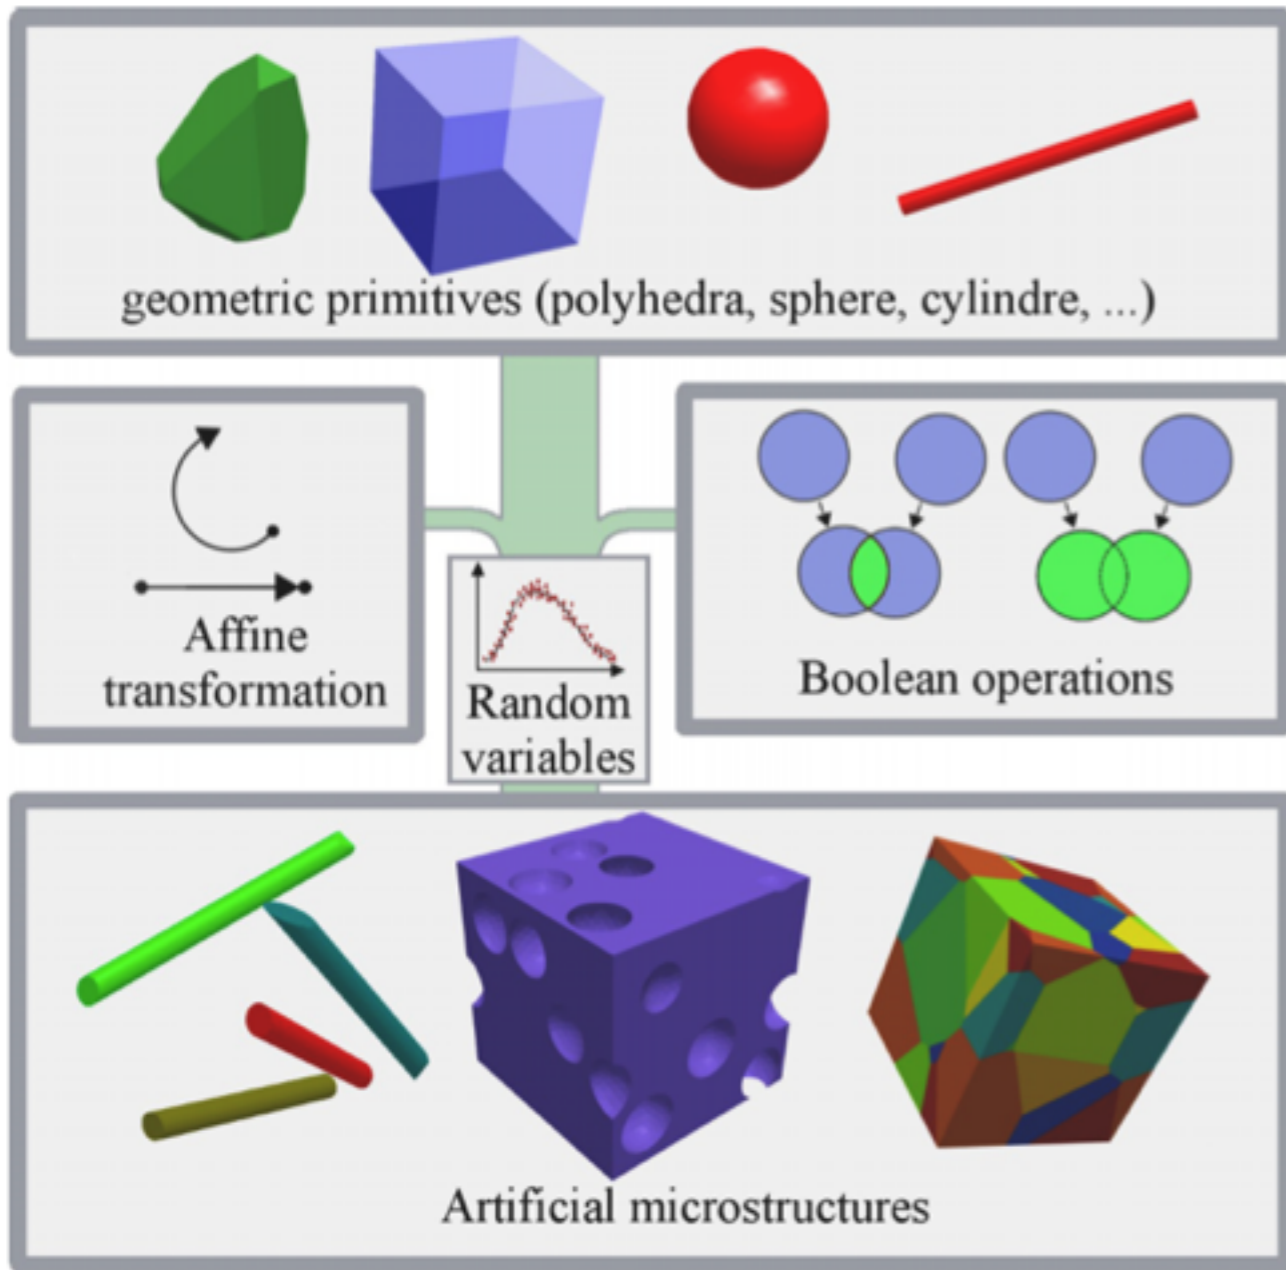 geometric primitives (polyhedra, sphere, cylindre, ...)
Affine
transformation
Random
variables
Boolean operations
Artificial microstructures